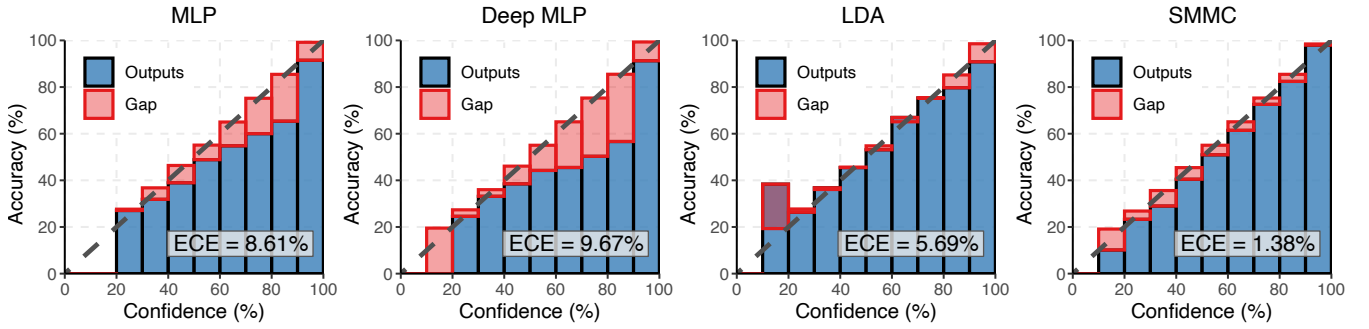 MLP
Accuracy (%)
100
80
60
40
20
0
Outputs
Gap
ECE = 8.61%
0 20 40 60 80 100
Confidence (%)
Deep MLP
Accuracy (%)
100
80
60
40
20
0
Outputs
Gap
ECE = 9.67%
0 20 40 60 80 100
Confidence (%)
LDA
Accuracy (%)
100
80
60
40
20
0
Outputs
Gap
ECE = 5.69%
0 20 40 60 80 100
Confidence (%)
SMMC
Accuracy (%)
100
80
60
40
20
0
Outputs
Gap
ECE = 1.38%
0 20 40 60 80 100
Confidence (%)